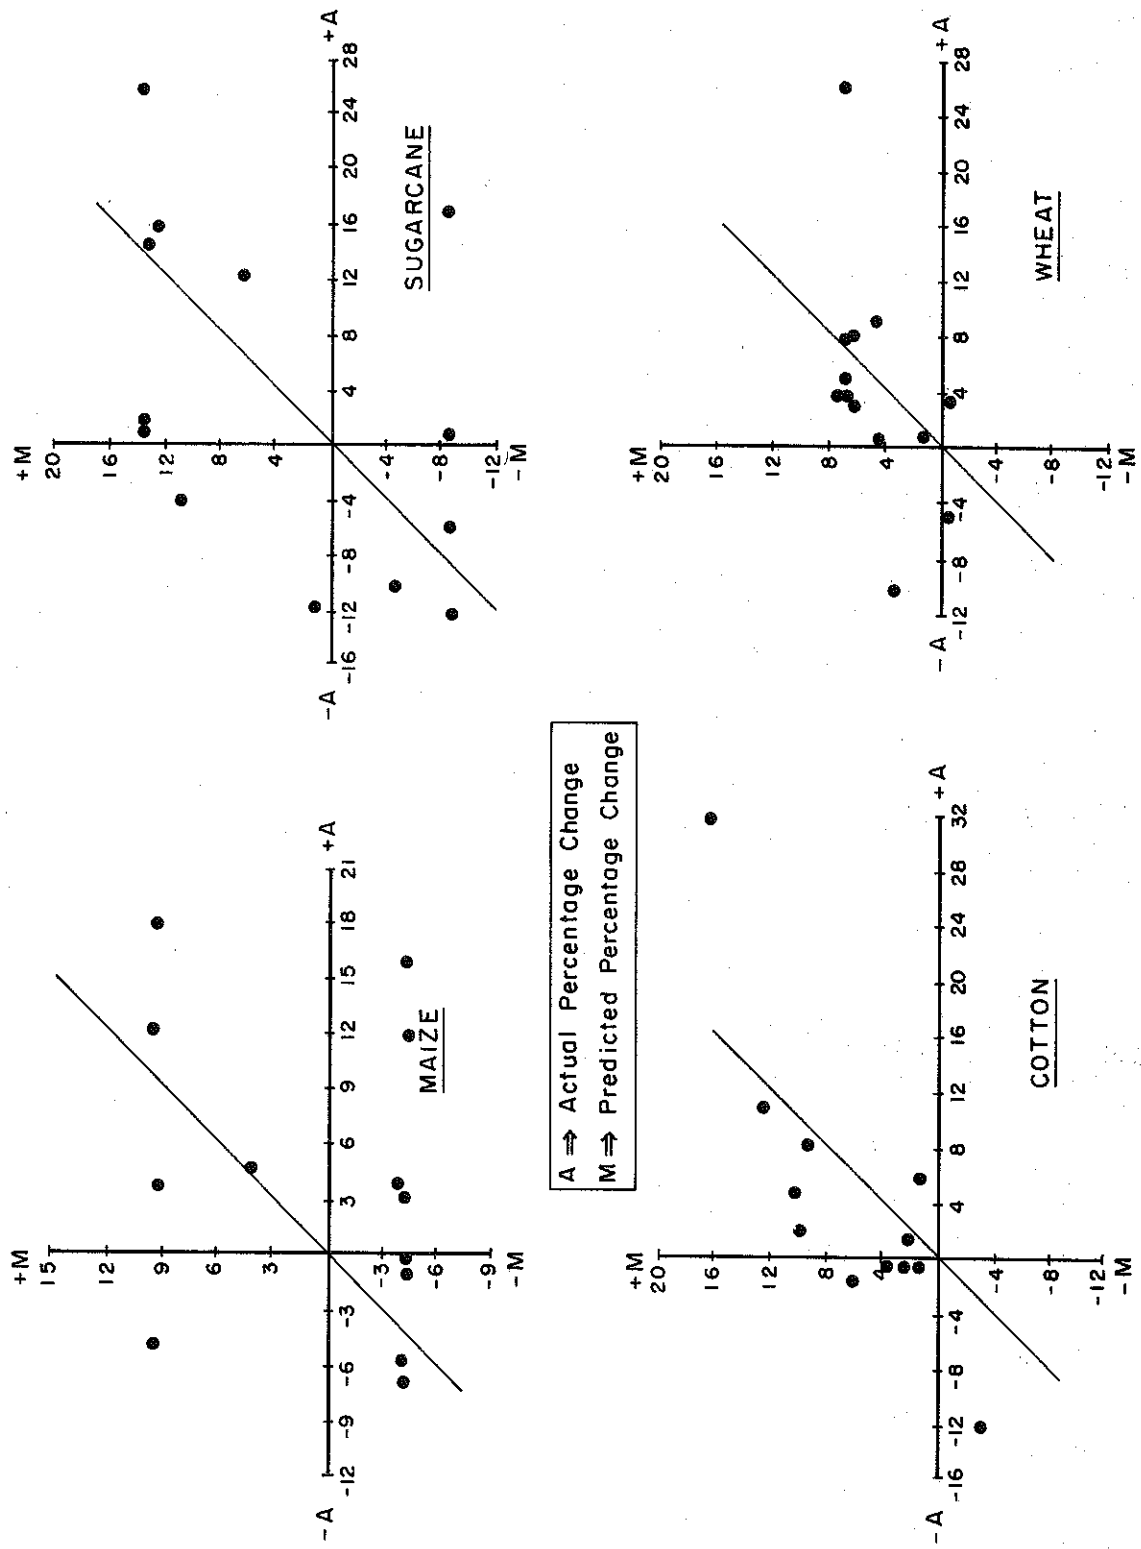 +M
15
12
9
6
3
-A -12 -9 -6 -3 3 6 9 12 15 18 21 +A
-3
-6
-9
-M
MAIZE
+M
20
16
12
8
4
-A -16 -12 -8 -4 4 8 12 16 20 24 28 +A
-4
-8
-12
-M
SUGARCANE
A ⇒ Actual Percentage Change
M ⇒ Predicted Percentage Change
+M
20
16
12
8
4
-A -16 -12 -8 -4 4 8 12 16 20 24 28 32 +A
-4
-8
-12
-M
COTTON
+M
20
16
12
8
4
-A -12 -8 -4 4 8 12 16 20 24 28 +A
-4
-8
-12
-M
WHEAT